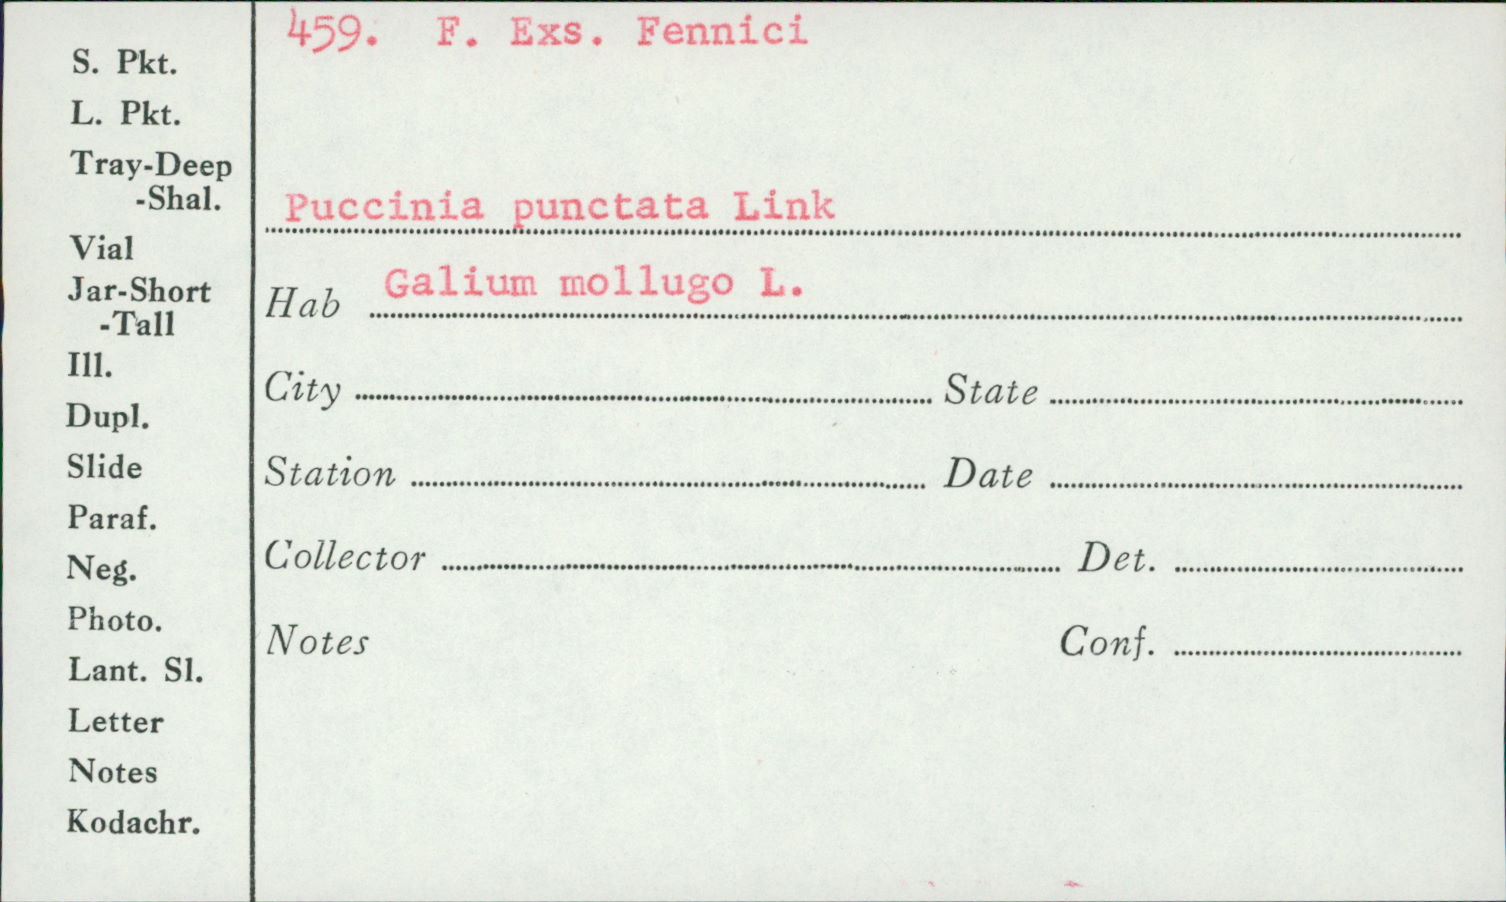 459. F. Exs. Fennici
Puccinia punctata Link
Hab Galium mollugo L.
City State
Station Date
Collector Det.
Notes Conf.
S. Pkt.
L. Pkt.
Tray-Deep
-Shal.
Vial
Jar-Short
-Tall
Ill.
Dupl.
Slide
Paraf.
Neg.
Photo.
Lant. Sl.
Letter
Notes
Kodachr.